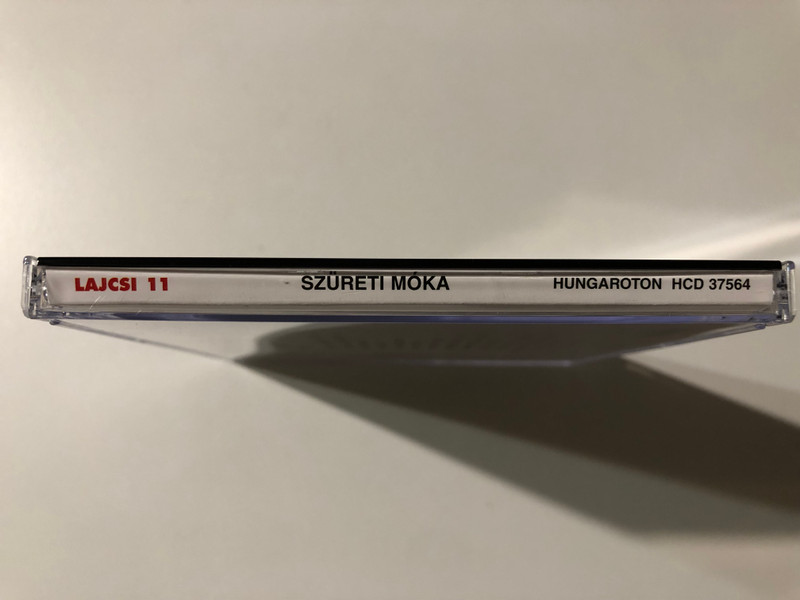 LAJCSI 11 SZÜRETI MÓKA HUNGAROTON HCD 37564